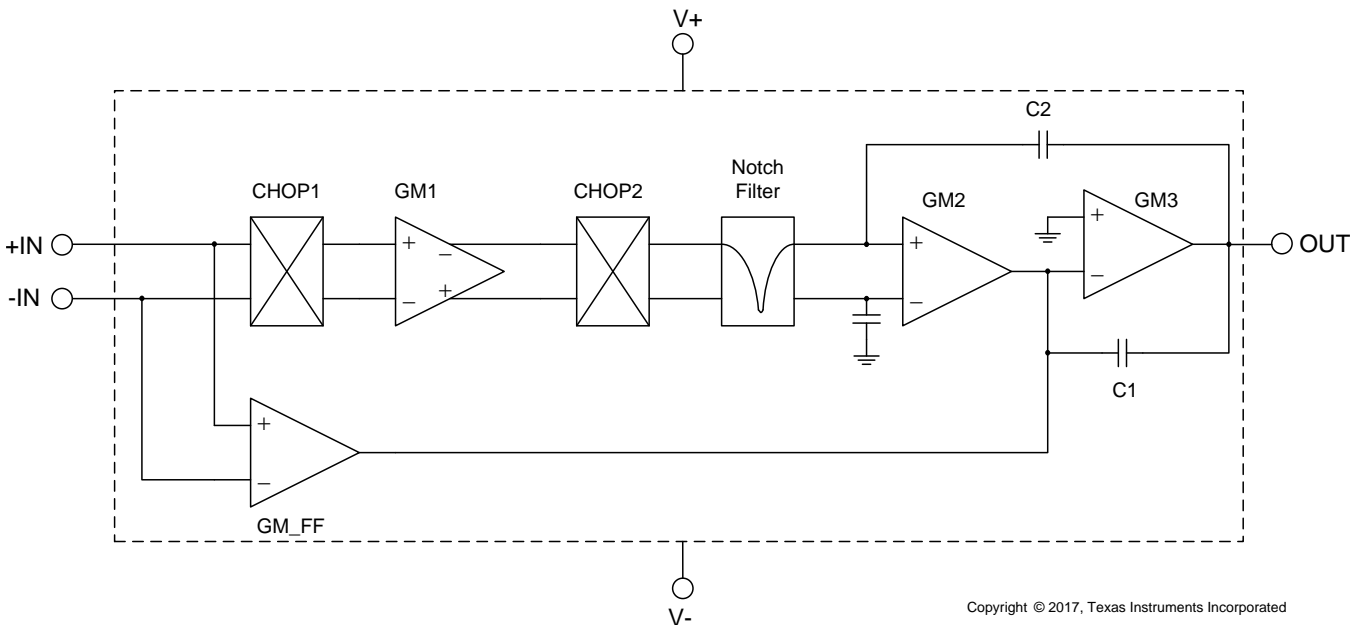 V+
C2
Notch
Filter
CHOP1
GM1
CHOP2
GM2
GM3
+IN
-IN
OUT
+
−
−
+
+
−
+
−
C1
+
−
GM_FF
V-
Copyright © 2017, Texas Instruments Incorporated